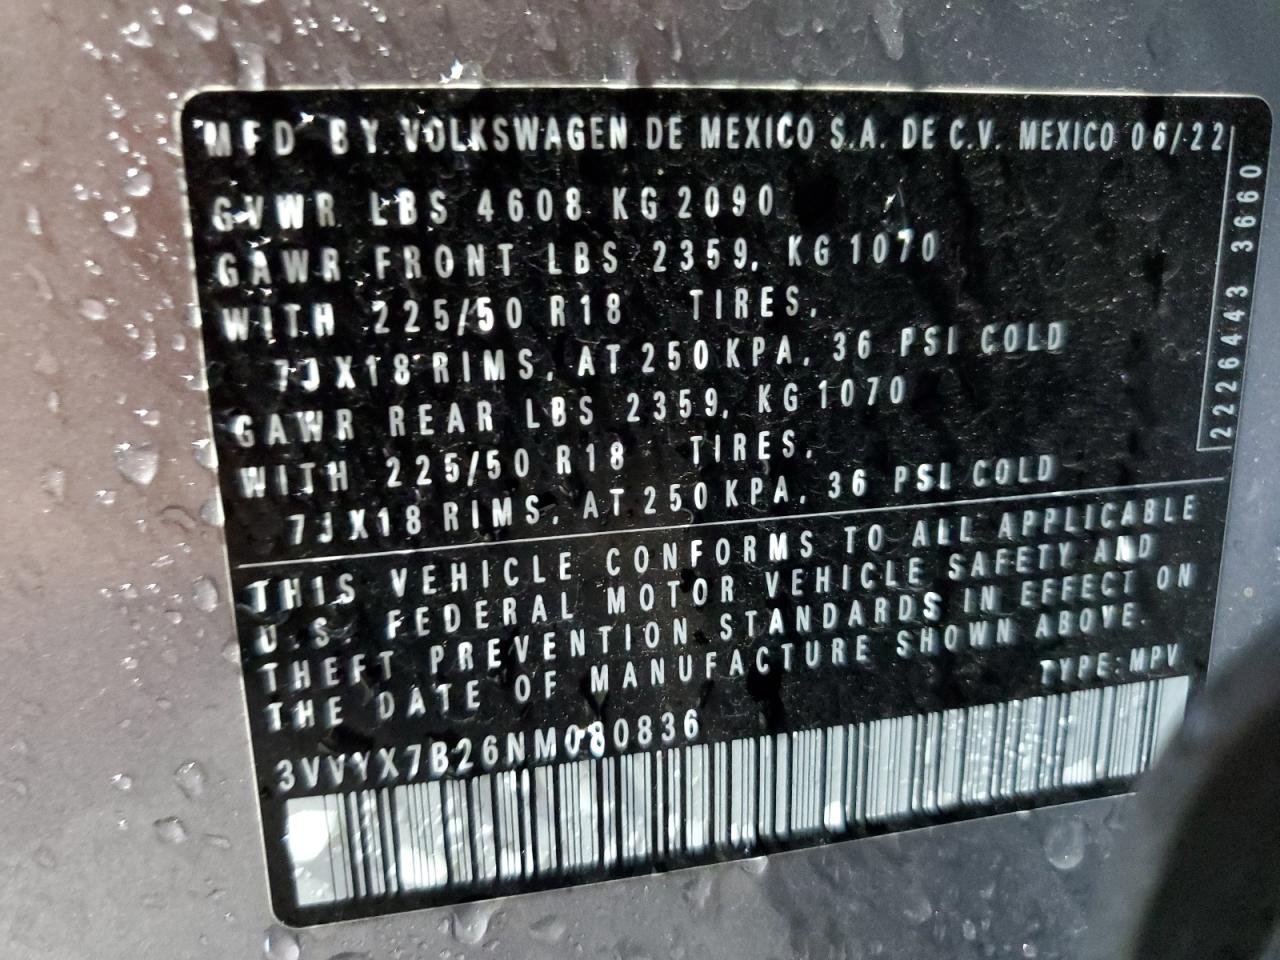 MFD BY VOLKSWAGEN DE MEXICO S.A. DE C.V. MEXICO 06/22
GVWR LBS 4608 KG 2090
GAWR FRONT LBS 2359, KG 1070
WITH 225/50 R18 TIRES,
7JX18 RIMS, AT 250 KPA, 36 PSI COLD
GAWR REAR LBS 2359, KG 1070
WITH 225/50 R18 TIRES,
7JX18 RIMS, AT 250 KPA, 36 PSI COLD
2226443 3660
THIS VEHICLE CONFORMS TO ALL APPLICABLE
U.S. FEDERAL MOTOR VEHICLE SAFETY AND
THEFT PREVENTION STANDARDS IN EFFECT ON
THE DATE OF MANUFACTURE SHOWN ABOVE.
TYPE: MPV
3VVYX7B26NM080836